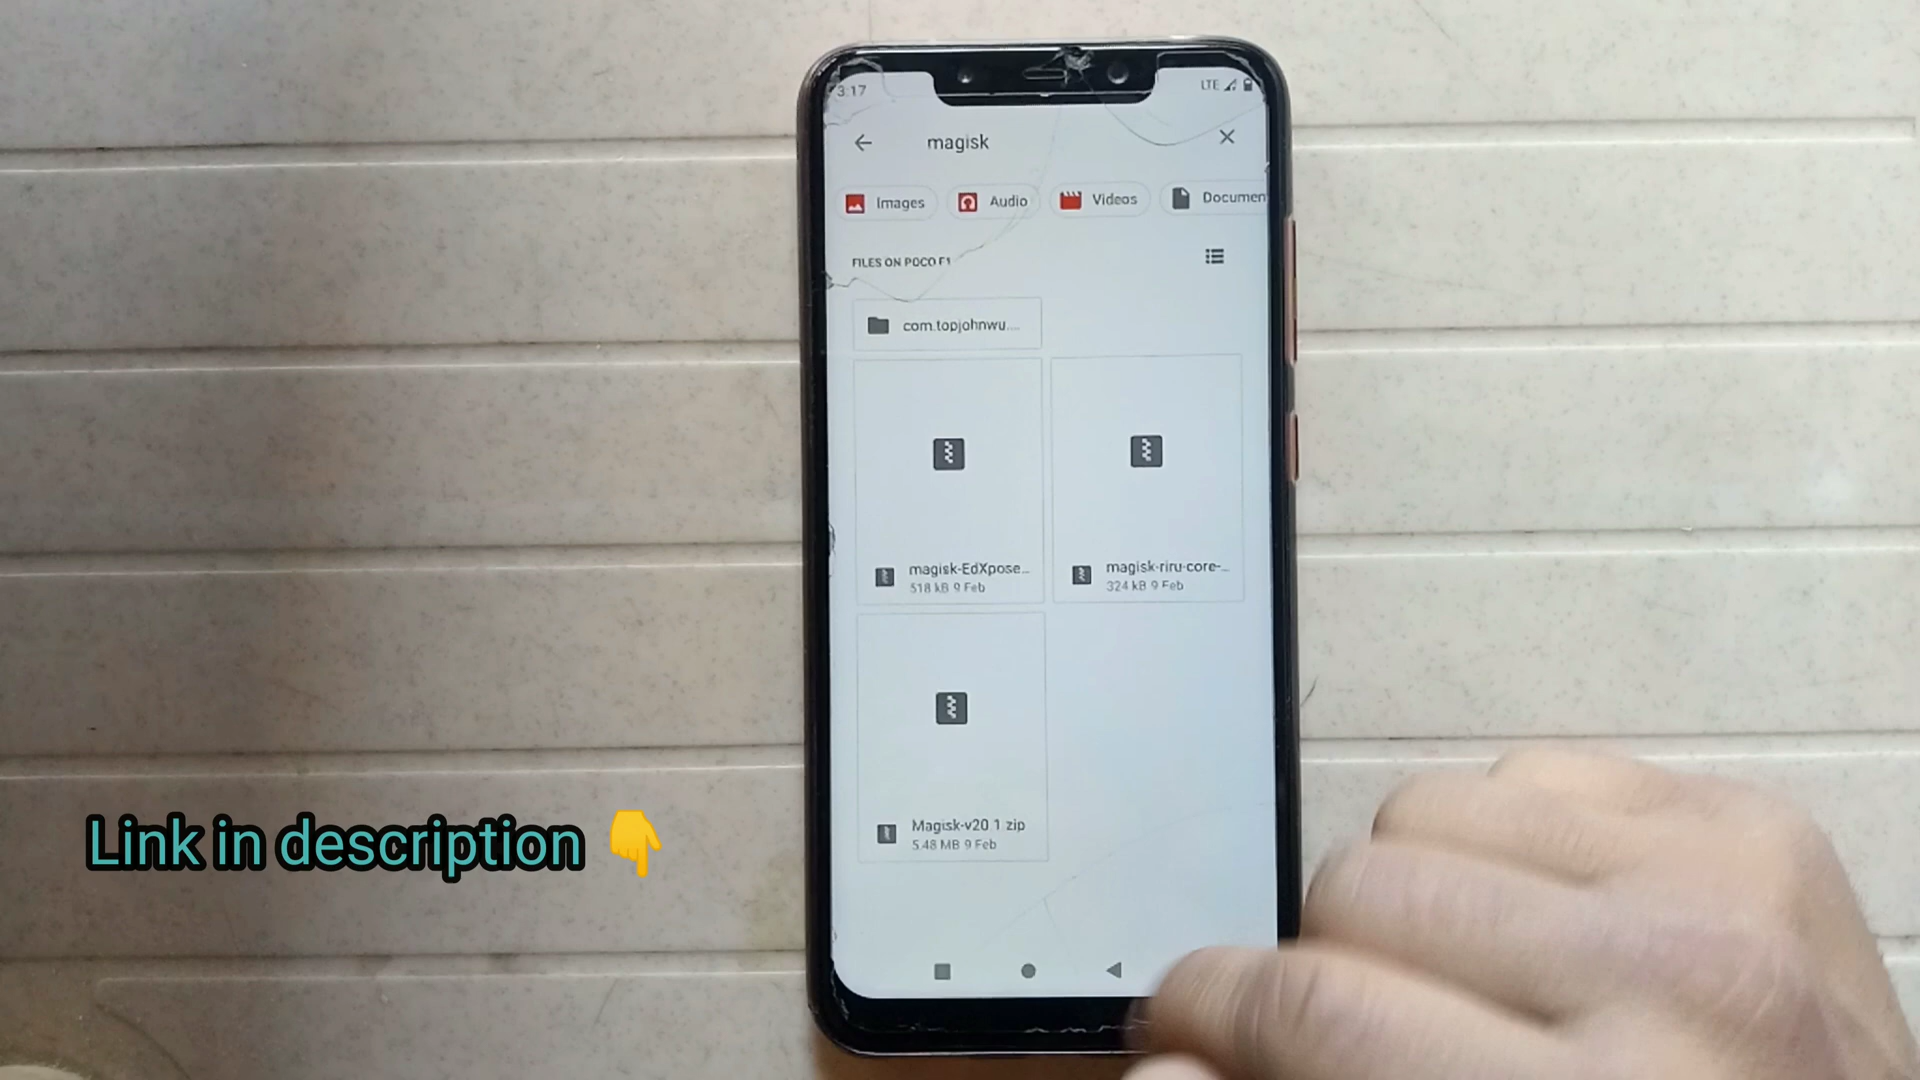 3:17
LTE
magisk
Images
Audio
Videos
Documen
FILES ON POCO F1
com.topjohnwu....
magisk-EdXpose...
518 kB 9 Feb
magisk-riru-core-...
324 kB 9 Feb
Magisk-v20 1 zip
5.48 MB 9 Feb
Link in description 👇